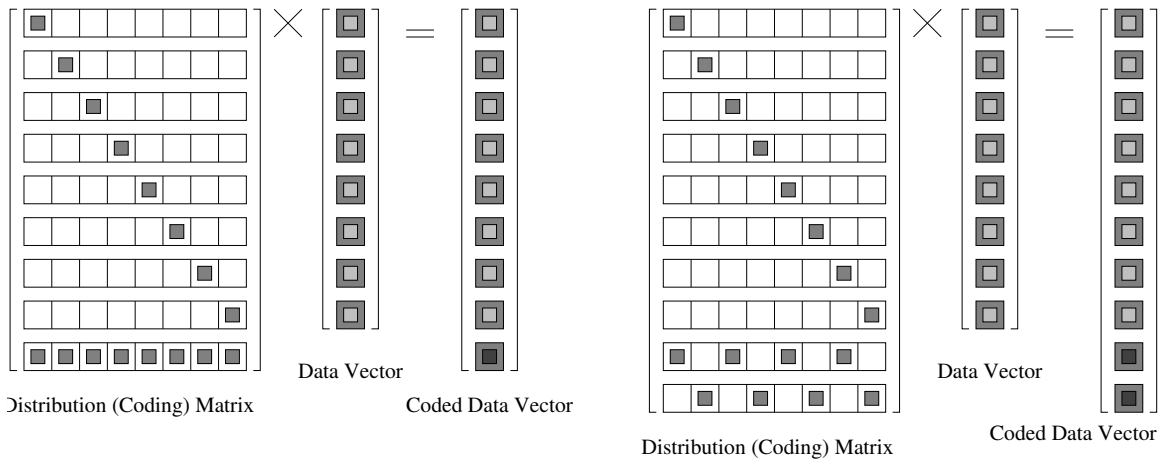 Data Vector
Distribution (Coding) Matrix
Coded Data Vector
Data Vector
Distribution (Coding) Matrix
Coded Data Vector